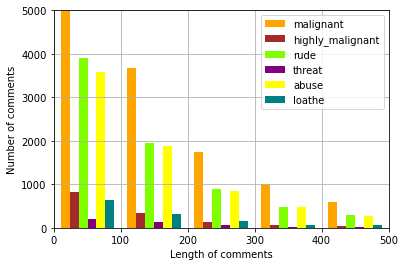 5000
4000
3000
2000
1000
0
Number of comments
malignant
highly_malignant
rude
threat
abuse
loathe
0 100 200 300 400 500
Length of comments